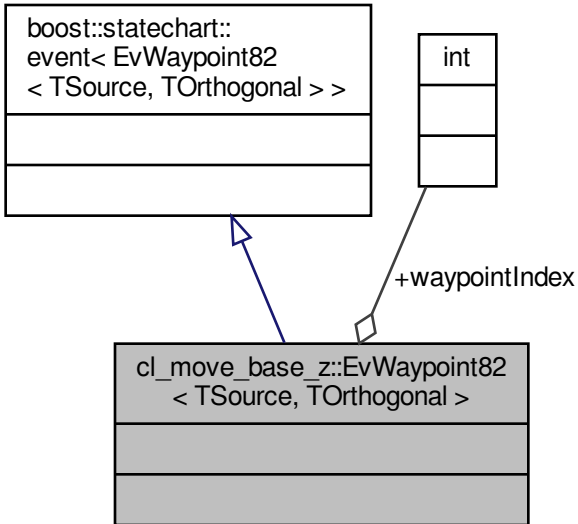 boost::statechart::
event< EvWaypoint82
< TSource, TOrthogonal > >
int
+waypointIndex
cl_move_base_z::EvWaypoint82
< TSource, TOrthogonal >